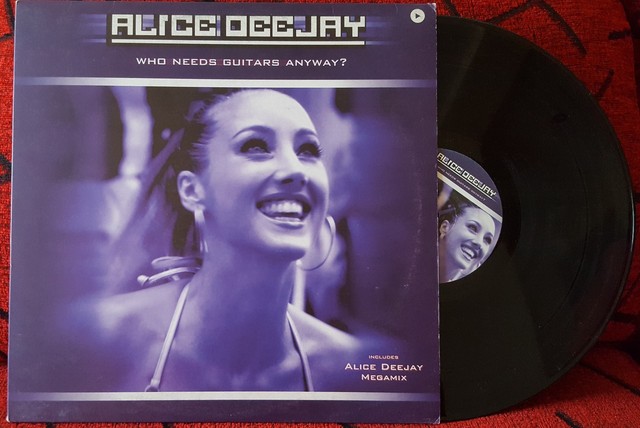 ALICE DEEJAY
WHO NEEDS GUITARS ANYWAY?
INCLUDES
ALICE DEEJAY
MEGAMIX
ALICE DEEJAY